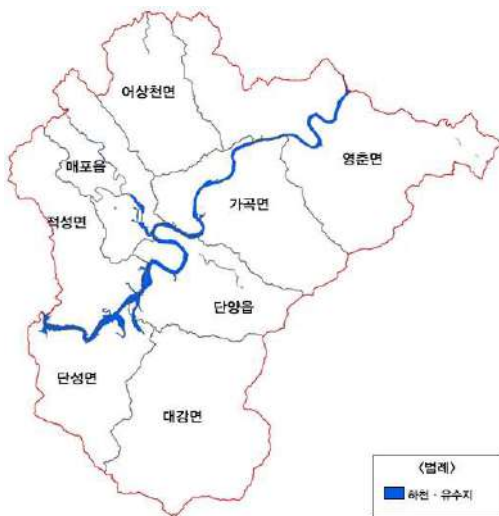 어상천면
영춘면
매포읍
가곡면
적성면
단양읍
단성면
대강면
<범례>
하천 · 유수지